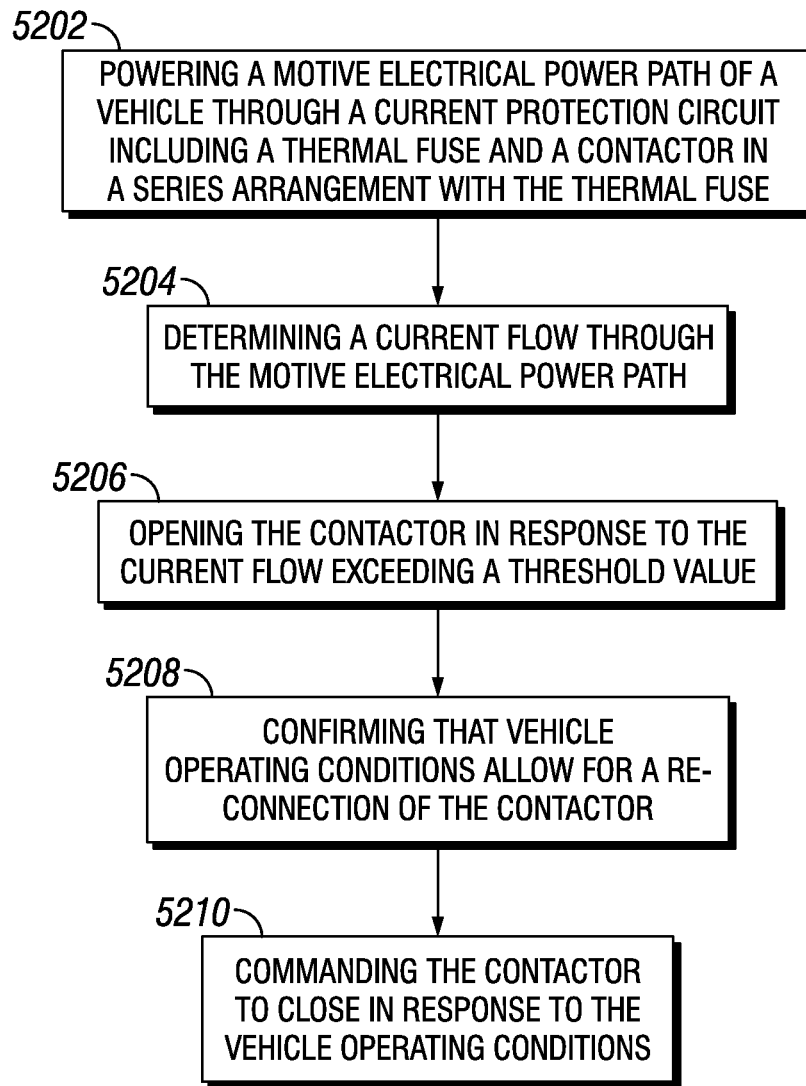 5202
POWERING A MOTIVE ELECTRICAL POWER PATH OF A
VEHICLE THROUGH A CURRENT PROTECTION CIRCUIT
INCLUDING A THERMAL FUSE AND A CONTACTOR IN
A SERIES ARRANGEMENT WITH THE THERMAL FUSE
5204
DETERMINING A CURRENT FLOW THROUGH
THE MOTIVE ELECTRICAL POWER PATH
5206
OPENING THE CONTACTOR IN RESPONSE TO THE
CURRENT FLOW EXCEEDING A THRESHOLD VALUE
5208
CONFIRMING THAT VEHICLE
OPERATING CONDITIONS ALLOW FOR A RE-
CONNECTION OF THE CONTACTOR
5210
COMMANDING THE CONTACTOR
TO CLOSE IN RESPONSE TO THE
VEHICLE OPERATING CONDITIONS